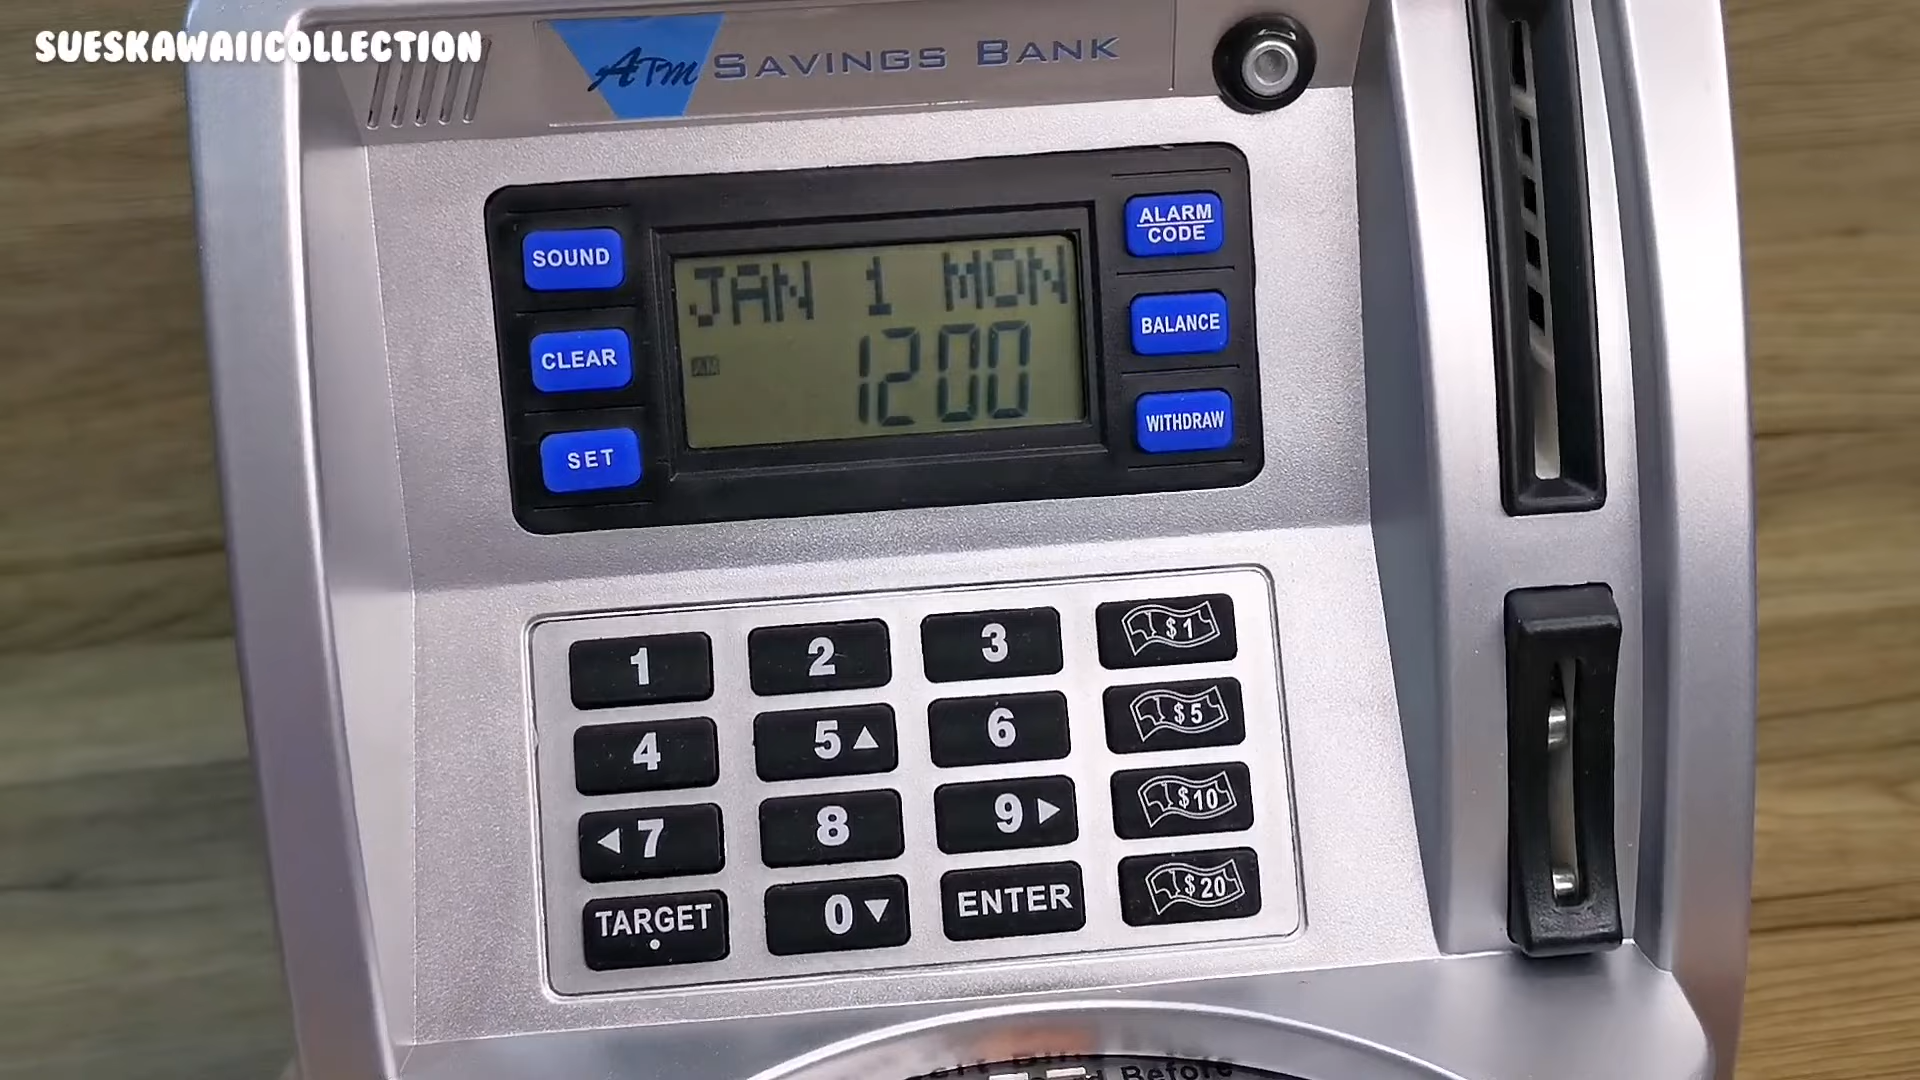 SUESKAWAIICOLLECTION
ATM SAVINGS BANK
SOUND
CLEAR
SET
JAN 1 MON
AM 1200
ALARM
CODE
BALANCE
WITHDRAW
1 2 3 $1
4 5▲ 6 $5
◀7 8 9▶ $10
TARGET 0▼ ENTER $20
Before